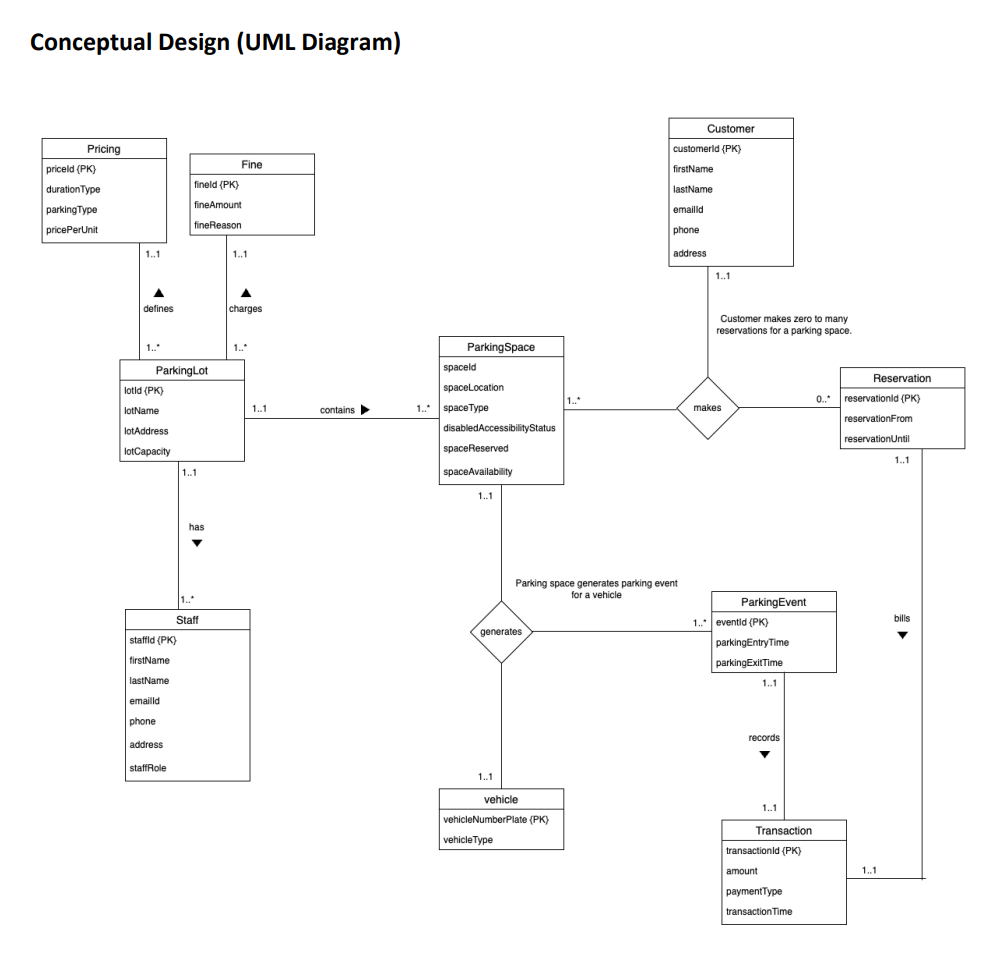 Conceptual Design (UML Diagram)
Pricing
priceId {PK}
durationType
parkingType
pricePerUnit
Fine
fineId {PK}
fineAmount
fineReason
Customer
customerId {PK}
firstName
lastName
emailId
phone
address
1..1
1..1
1..1
defines
charges
Customer makes zero to many
reservations for a parking space.
1..*
1..*
ParkingLot
lotId {PK}
lotName
lotAddress
lotCapacity
1..1
contains
1..*
ParkingSpace
spaceId
spaceLocation
spaceType
disabledAccessibilityStatus
spaceReserved
spaceAvailability
1..*
makes
0..*
Reservation
reservationId {PK}
reservationFrom
reservationUntil
1..1
1..1
1..1
has
1..*
Staff
staffId {PK}
firstName
lastName
emailId
phone
address
staffRole
Parking space generates parking event
for a vehicle
generates
1..*
ParkingEvent
eventId {PK}
parkingEntryTime
parkingExitTime
bills
1..1
records
1..1
1..1
vehicle
vehicleNumberPlate {PK}
vehicleType
Transaction
transactionId {PK}
amount
paymentType
transactionTime
1..1